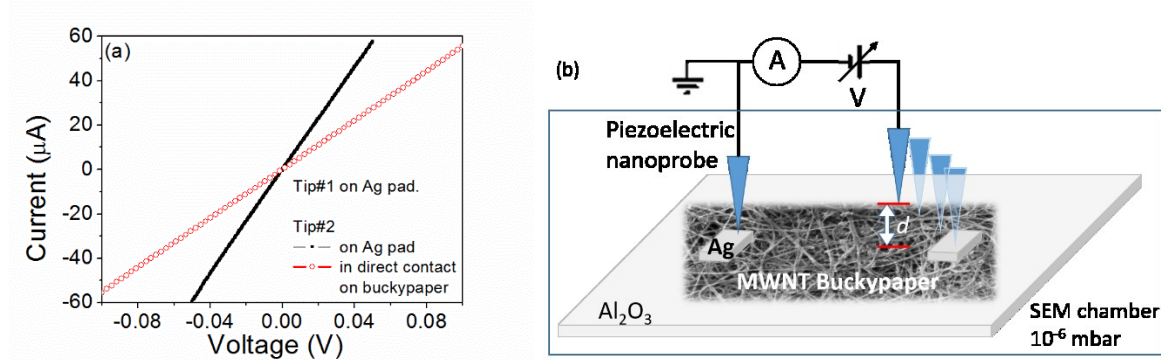 (a)
60
40
20
0
-20
-40
-60
Current (μA)
Tip#1 on Ag pad.
Tip#2
on Ag pad
in direct contact
on buckypaper
-0.08 -0.04 0.00 0.04 0.08
Voltage (V)
(b)
A
V
Piezoelectric
nanoprobe
d
Ag
MWNT Buckypaper
Al₂O₃
SEM chamber
10⁻⁶ mbar